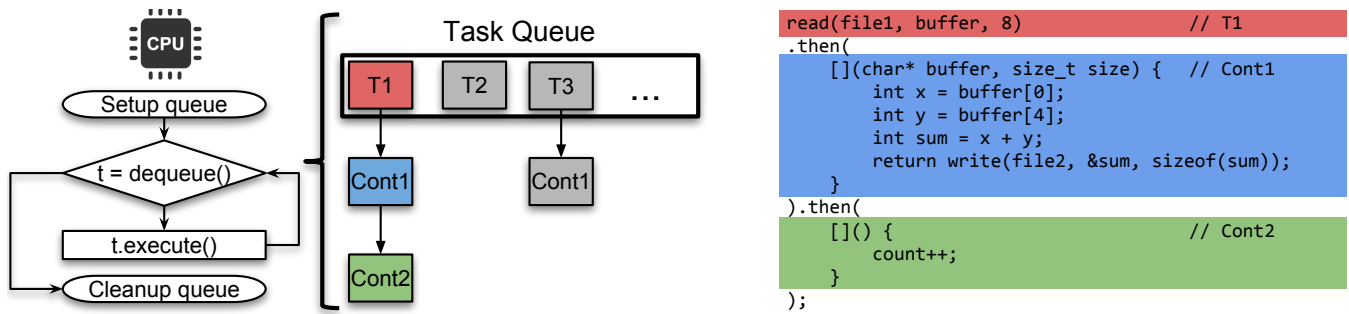 CPU
Setup queue
t = dequeue()
t.execute()
Cleanup queue
Task Queue
T1 T2 T3 ...
Cont1 Cont1
Cont2
read(file1, buffer, 8) // T1
.then(
[](char* buffer, size_t size) { // Cont1
int x = buffer[0];
int y = buffer[4];
int sum = x + y;
return write(file2, &sum, sizeof(sum));
}
).then(
[]() { // Cont2
count++;
}
);